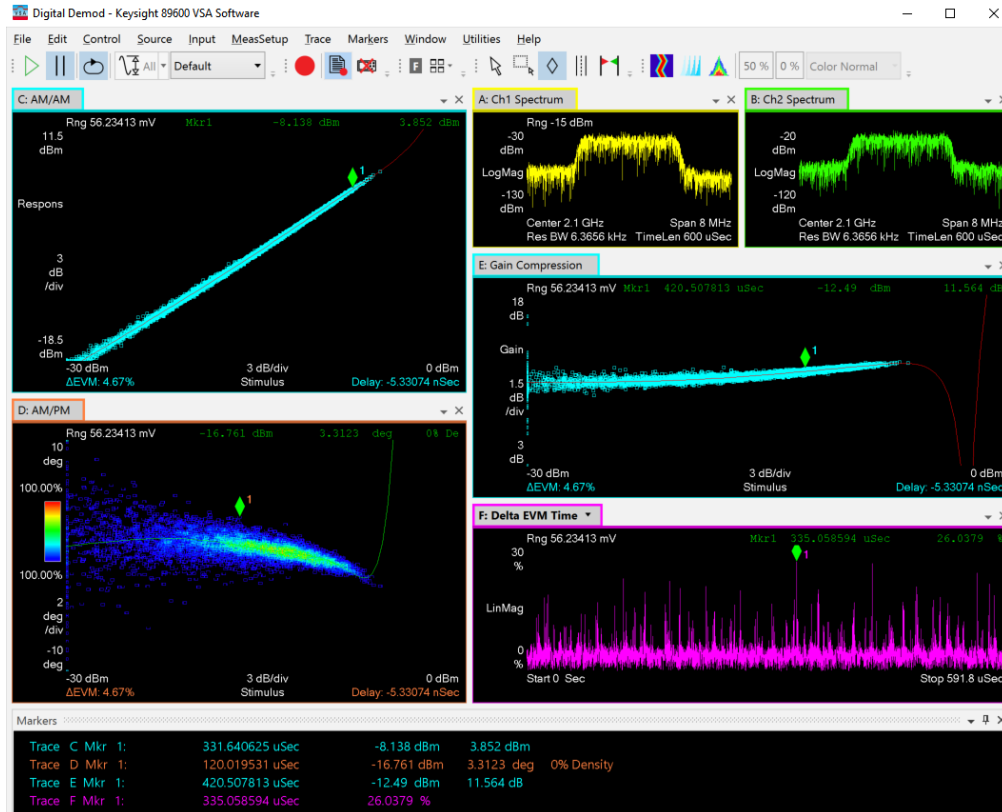 Digital Demod - Keysight 89600 VSA Software
File Edit Control Source Input MeasSetup Trace Markers Window Utilities Help
All Default F 50 % 0 % Color Normal
C: AM/AM
Rng 56.23413 mV Mkr1 -8.138 dBm 3.852 dBm
11.5
dBm
1
Respons
3
dB
/div
-18.5
dBm
-30 dBm 3 dB/div 0 dBm
ΔEVM: 4.67% Stimulus Delay: -5.33074 nSec
A: Ch1 Spectrum
Rng -15 dBm
-30
dBm
LogMag
-130
dBm
Center 2.1 GHz Span 8 MHz
Res BW 6.3656 kHz TimeLen 600 uSec
B: Ch2 Spectrum
-20
dBm
LogMag
-120
dBm
Center 2.1 GHz Span 8 MHz
Res BW 6.3656 kHz TimeLen 600 uSec
E: Gain Compression
Rng 56.23413 mV Mkr1 420.507813 uSec -12.49 dBm 11.564 dB
18
dB
Gain
1
1.5
dB
/div
3
dB
-30 dBm 3 dB/div 0 dBm
ΔEVM: 4.67% Stimulus Delay: -5.33074 nSec
D: AM/PM
Rng 56.23413 mV -16.761 dBm 3.3123 deg 0% De
10
deg
1
100.00%
100.00%
2
deg
/div
-10
deg
-30 dBm 3 dB/div 0 dBm
ΔEVM: 4.67% Stimulus Delay: -5.33074 nSec
F: Delta EVM Time
Rng 56.23413 mV Mkr1 335.058594 uSec 26.0379 %
30
%
1
LinMag
0
%
Start 0 Sec Stop 591.8 uSec
Markers
Trace C Mkr 1: 331.640625 uSec -8.138 dBm 3.852 dBm
Trace D Mkr 1: 120.019531 uSec -16.761 dBm 3.3123 deg 0% Density
Trace E Mkr 1: 420.507813 uSec -12.49 dBm 11.564 dB
Trace F Mkr 1: 335.058594 uSec 26.0379 %